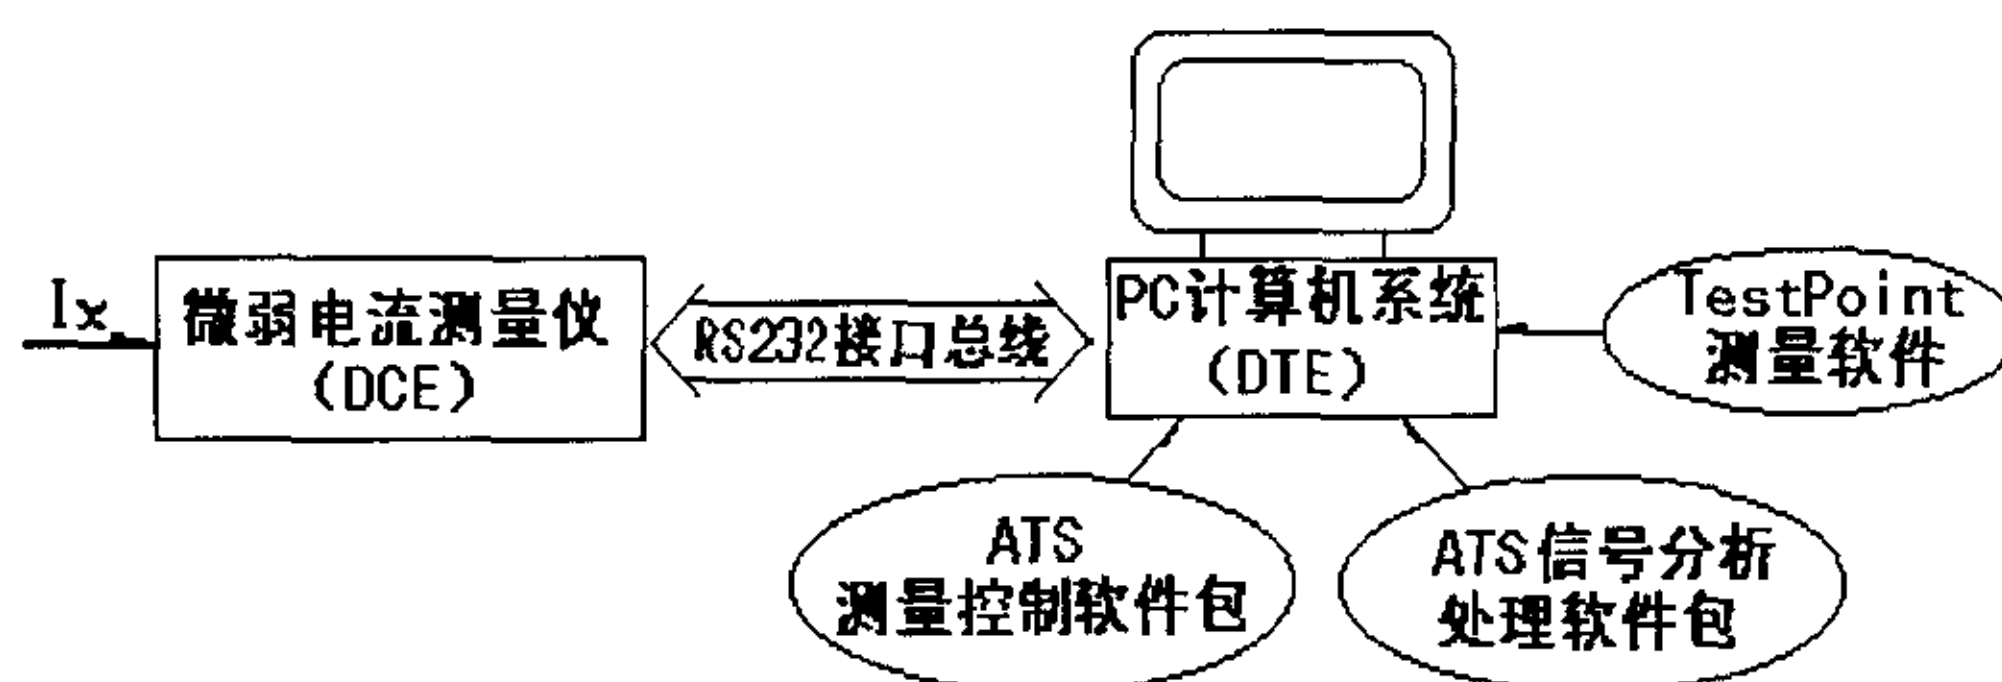 Ix
微弱电流测量仪
(DCE)
RS232接口总线
PC计算机系统
(DTE)
TestPoint
测量软件
ATS
测量控制软件包
ATS信号分析
处理软件包